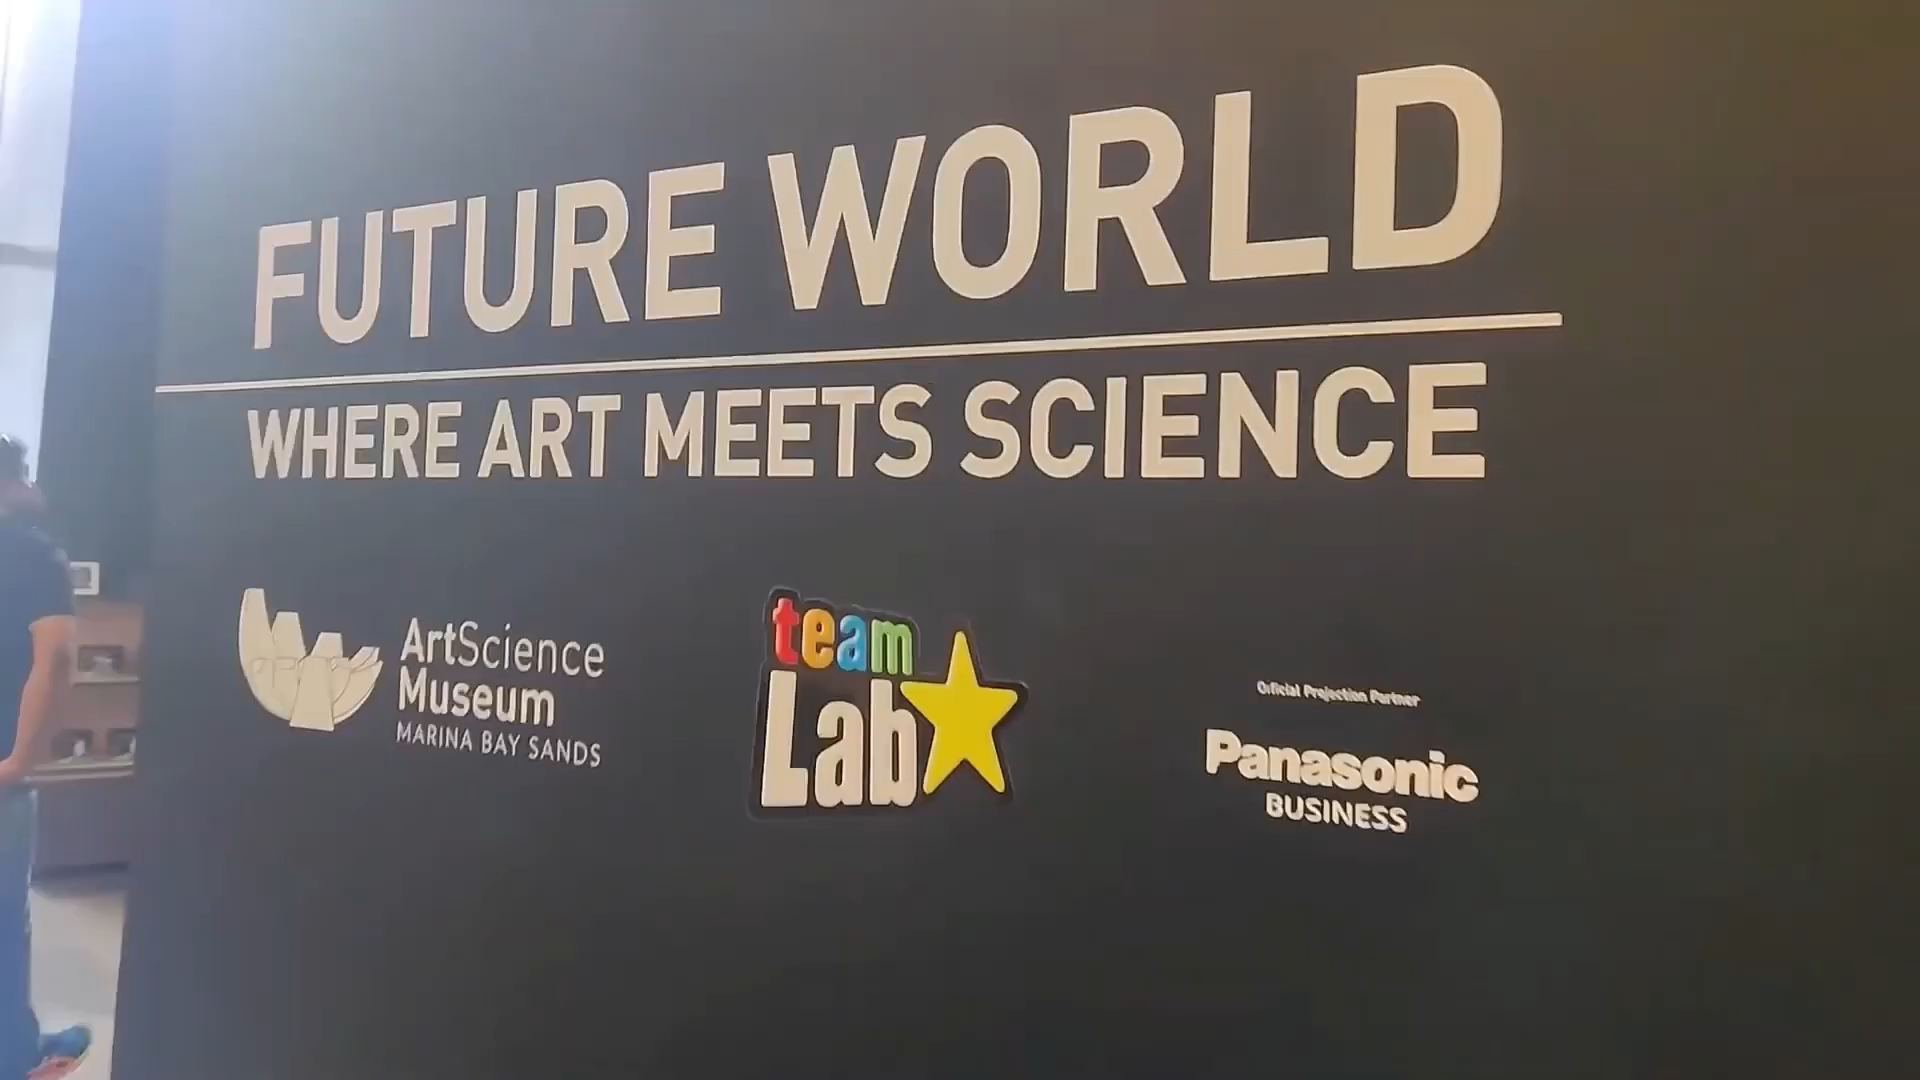 FUTURE WORLD
WHERE ART MEETS SCIENCE
ArtScience
Museum
MARINA BAY SANDS
team
Lab
Official Projection Partner
Panasonic
BUSINESS